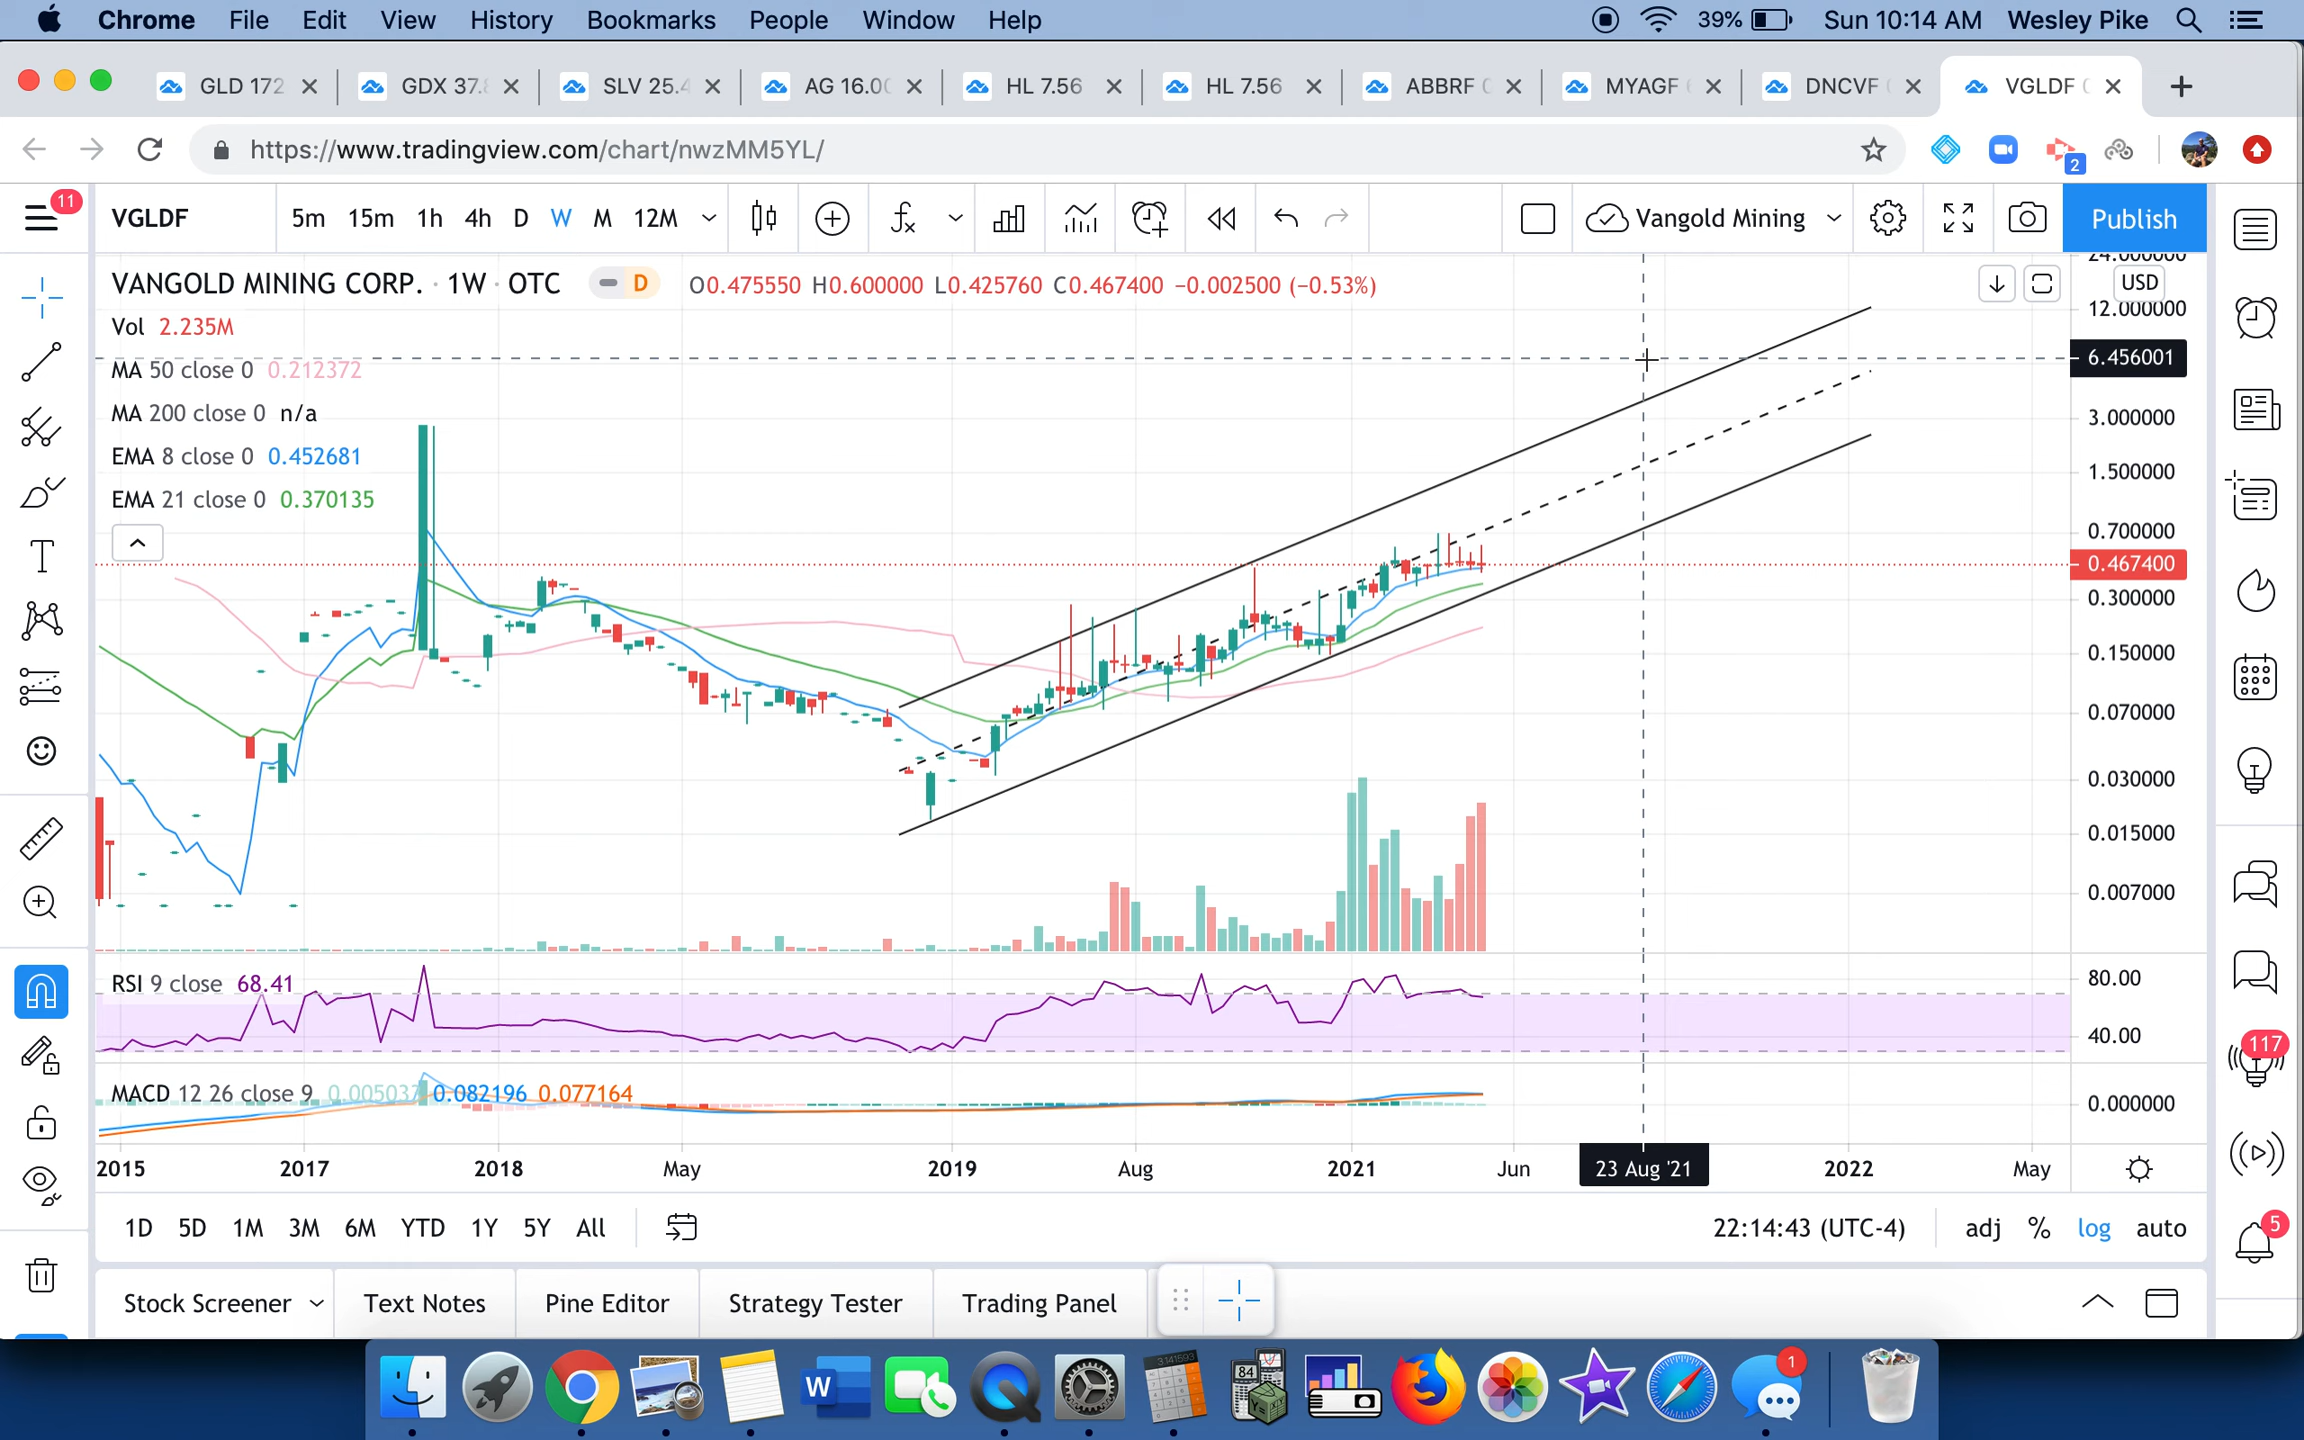 Chrome File Edit View History Bookmarks People Window Help 39% Sun 10:14 AM Wesley Pike
GLD 172 GDX 37. SLV 25.4 AG 16.00 HL 7.56 HL 7.56 ABBRF MYAGF DNCVF VGLDF
https://www.tradingview.com/chart/nwzMM5YL/ 2
11 VGLDF 5m 15m 1h 4h D W M 12M fx Vangold Mining Publish
VANGOLD MINING CORP. · 1W · OTC D O0.475550 H0.600000 L0.425760 C0.467400 −0.002500 (−0.53%)
Vol 2.235M
MA 50 close 0 0.212372
MA 200 close 0 n/a
EMA 8 close 0 0.452681
EMA 21 close 0 0.370135
24.000000
USD
12.000000
6.456001
3.000000
1.500000
0.700000
0.467400
0.300000
0.150000
0.070000
0.030000
0.015000
0.007000
RSI 9 close 68.41
80.00
40.00
MACD 12 26 close 9 0.005037 0.082196 0.077164
0.000000
117
2015 2017 2018 May 2019 Aug 2021 Jun 23 Aug '21 2022 May
1D 5D 1M 3M 6M YTD 1Y 5Y All 22:14:43 (UTC-4) adj % log auto
5
Stock Screener Text Notes Pine Editor Strategy Tester Trading Panel
W
3.141593
84
1